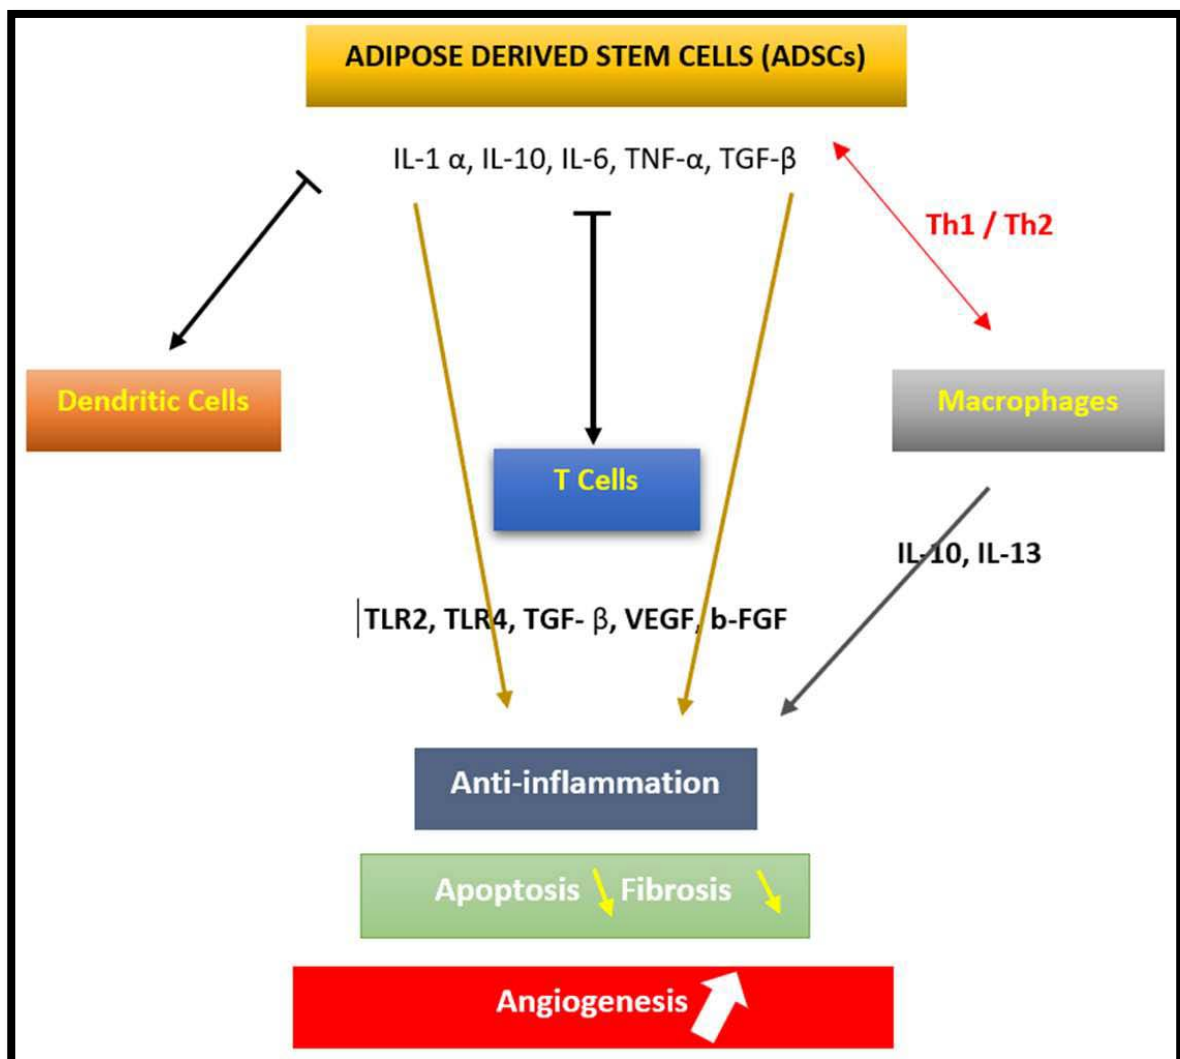 ADIPOSE DERIVED STEM CELLS (ADSCs)
IL-1 α, IL-10, IL-6, TNF-α, TGF-β
Th1 / Th2
Dendritic Cells
Macrophages
T Cells
IL-10, IL-13
TLR2, TLR4, TGF- β, VEGF, b-FGF
Anti-inflammation
Apoptosis Fibrosis
Angiogenesis